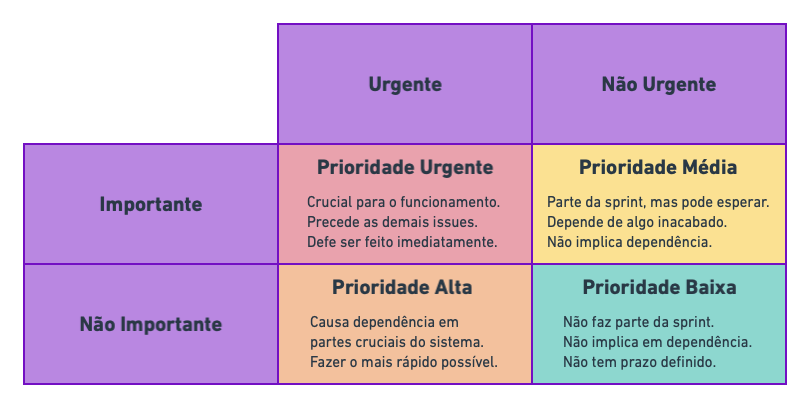 Urgente
Não Urgente
Importante
Prioridade Urgente
Crucial para o funcionamento.
Precede as demais issues.
Defe ser feito imediatamente.
Prioridade Média
Parte da sprint, mas pode esperar.
Depende de algo inacabado.
Não implica dependência.
Não Importante
Prioridade Alta
Causa dependência em
partes cruciais do sistema.
Fazer o mais rápido possível.
Prioridade Baixa
Não faz parte da sprint.
Não implica em dependência.
Não tem prazo definido.